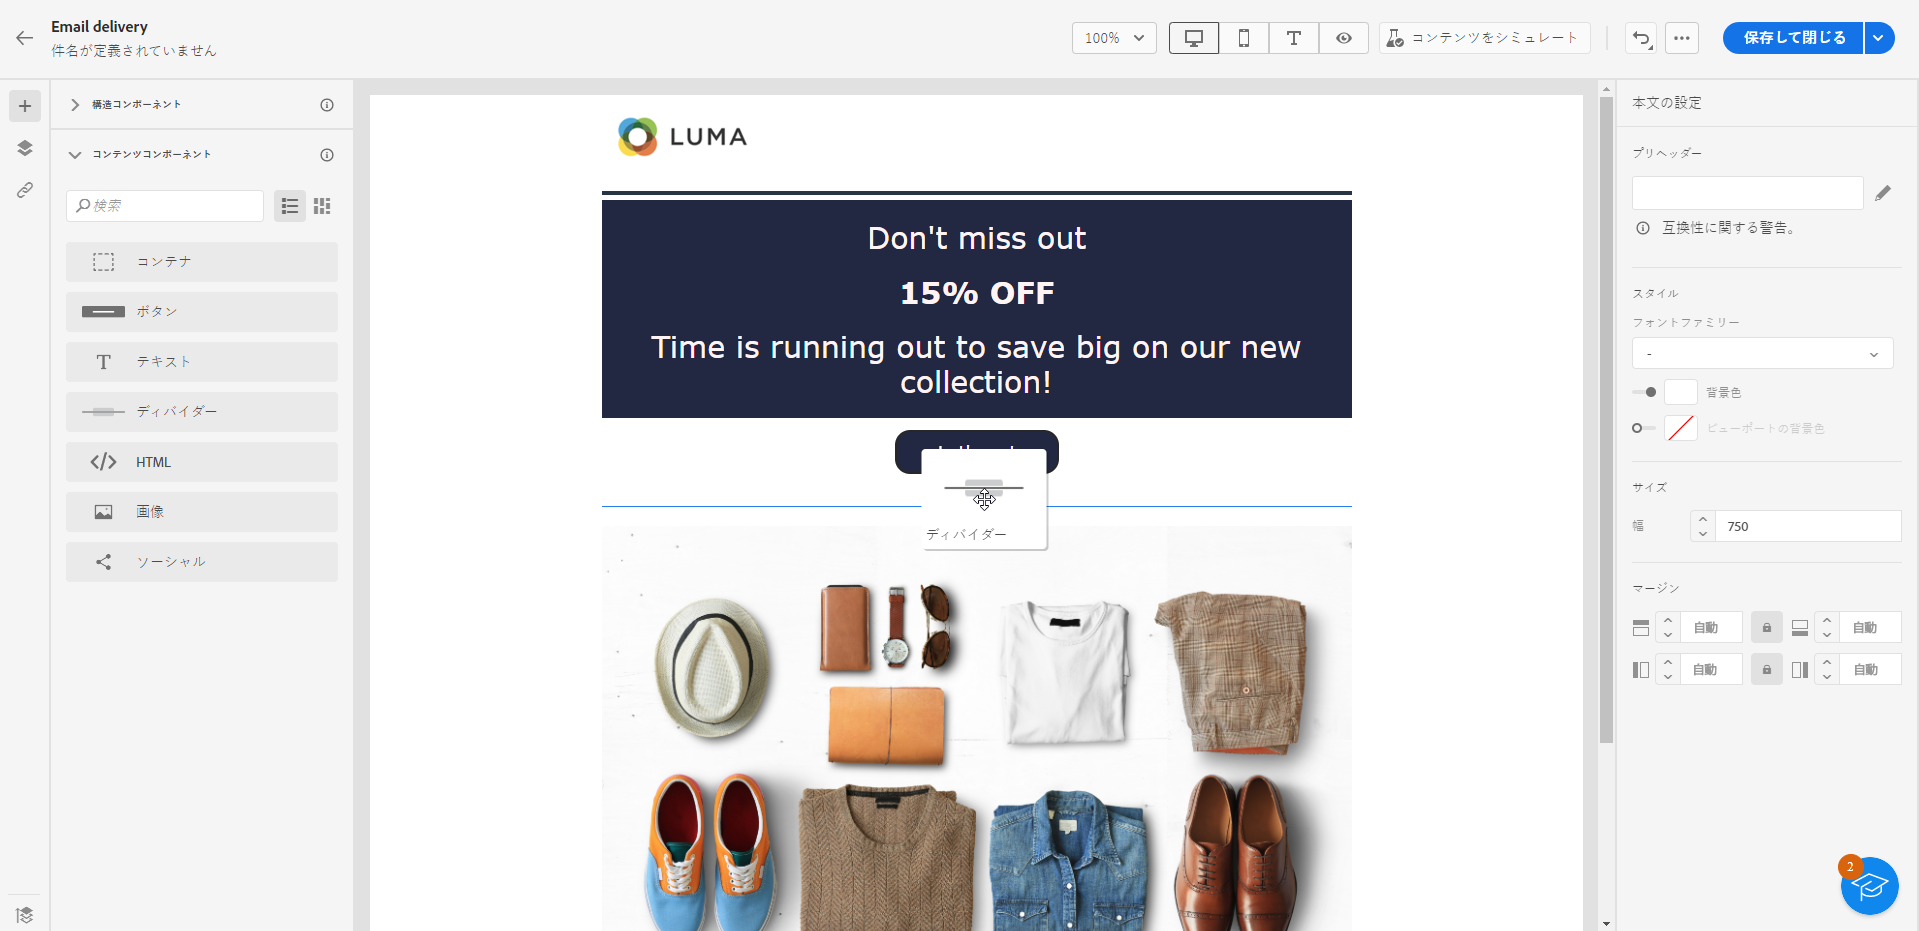 Email delivery
件名が定義されていません
100%
コンテンツをシミュレート
保存して閉じる
構造コンポーネント
コンテンツコンポーネント
検索
コンテナ
ボタン
テキスト
ディバイダー
HTML
画像
ソーシャル
LUMA
Don't miss out
15% OFF
Time is running out to save big on our new
collection!
ディバイダー
本文の設定
プリヘッダー
互換性に関する警告。
スタイル
フォントファミリー
-
背景色
ビューポートの背景色
サイズ
幅
750
マージン
自動
自動
自動
自動
2